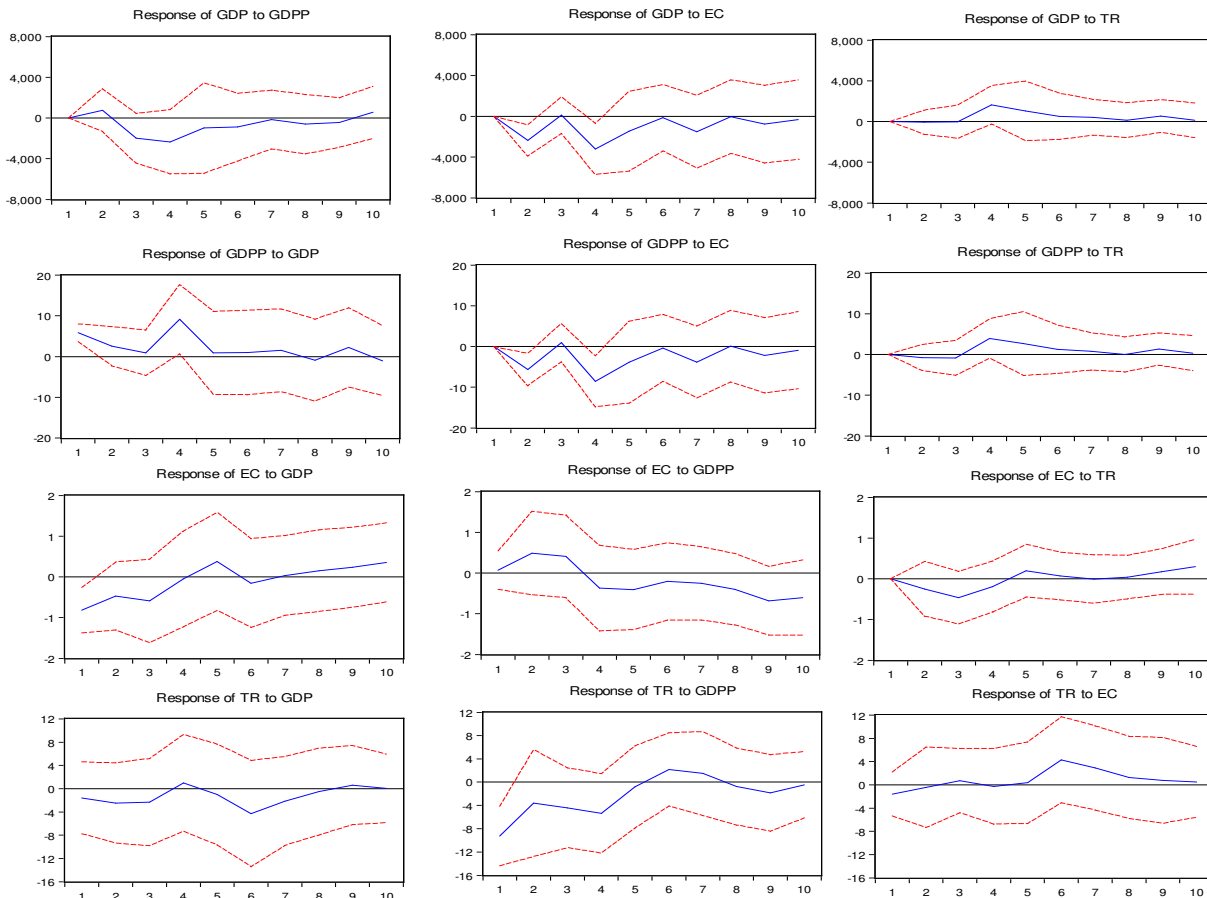 Response of GDP to GDPP
8,000
4,000
0
-4,000
-8,000
1 2 3 4 5 6 7 8 9 10
Response of GDP to EC
8,000
4,000
0
-4,000
-8,000
1 2 3 4 5 6 7 8 9 10
Response of GDP to TR
8,000
4,000
0
-4,000
-8,000
1 2 3 4 5 6 7 8 9 10
Response of GDPP to GDP
20
10
0
-10
-20
1 2 3 4 5 6 7 8 9 10
Response of GDPP to EC
20
10
0
-10
-20
1 2 3 4 5 6 7 8 9 10
Response of GDPP to TR
20
10
0
-10
-20
1 2 3 4 5 6 7 8 9 10
Response of EC to GDP
2
1
0
-1
-2
1 2 3 4 5 6 7 8 9 10
Response of EC to GDPP
2
1
0
-1
-2
1 2 3 4 5 6 7 8 9 10
Response of EC to TR
2
1
0
-1
-2
1 2 3 4 5 6 7 8 9 10
Response of TR to GDP
12
8
4
0
-4
-8
-12
-16
1 2 3 4 5 6 7 8 9 10
Response of TR to GDPP
12
8
4
0
-4
-8
-12
-16
1 2 3 4 5 6 7 8 9 10
Response of TR to EC
12
8
4
0
-4
-8
-12
-16
1 2 3 4 5 6 7 8 9 10